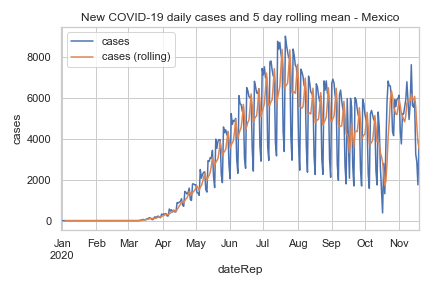 New COVID-19 daily cases and 5 day rolling mean - Mexico
cases
cases (rolling)
8000
6000
4000
2000
0
cases
Jan Feb Mar Apr May Jun Jul Aug Sep Oct Nov
2020
dateRep